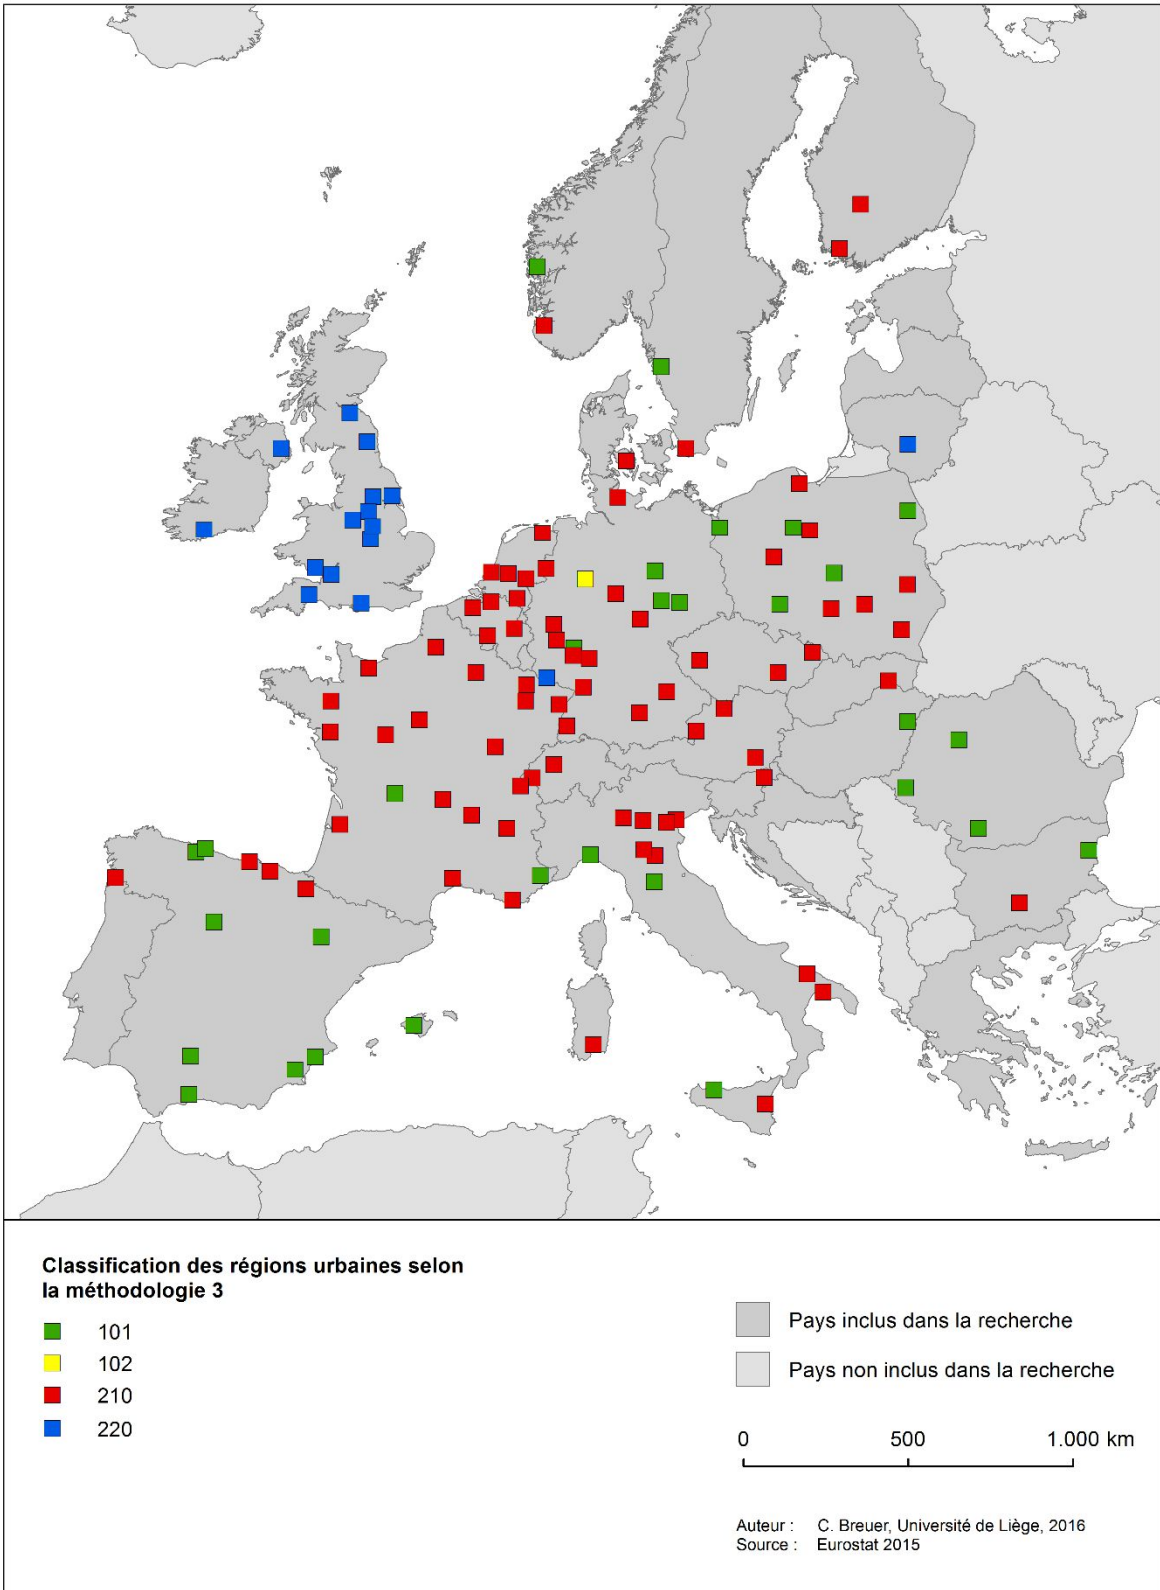 Classification des régions urbaines selon
la méthodologie 3
101
102
210
220
Pays inclus dans la recherche
Pays non inclus dans la recherche
0 500 1.000 km
Auteur : C. Breuer, Université de Liège, 2016
Source : Eurostat 2015